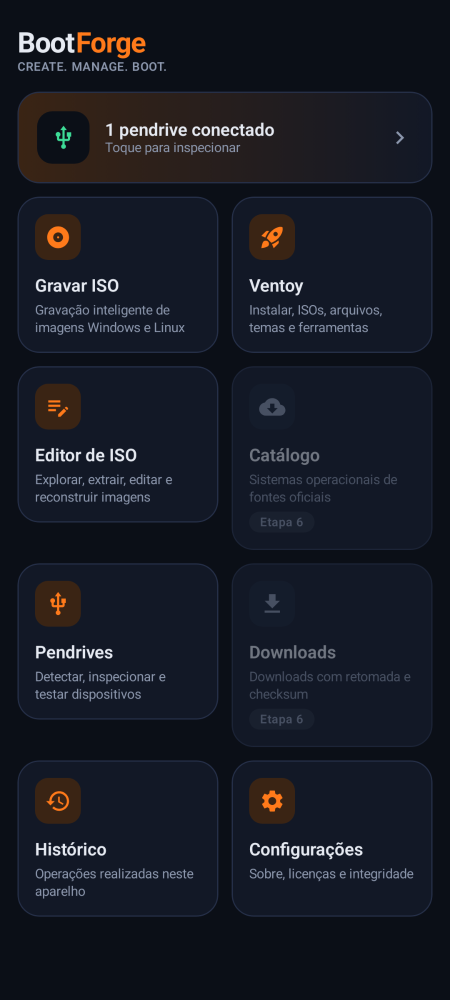 BootForge
CREATE. MANAGE. BOOT.
1 pendrive conectado
Toque para inspecionar
Gravar ISO
Gravação inteligente de
imagens Windows e Linux
Ventoy
Instalar, ISOs, arquivos,
temas e ferramentas
Editor de ISO
Explorar, extrair, editar e
reconstruir imagens
Catálogo
Sistemas operacionais de
fontes oficiais
Etapa 6
Pendrives
Detectar, inspecionar e
testar dispositivos
Downloads
Downloads com retomada e
checksum
Etapa 6
Histórico
Operações realizadas neste
aparelho
Configurações
Sobre, licenças e integridade